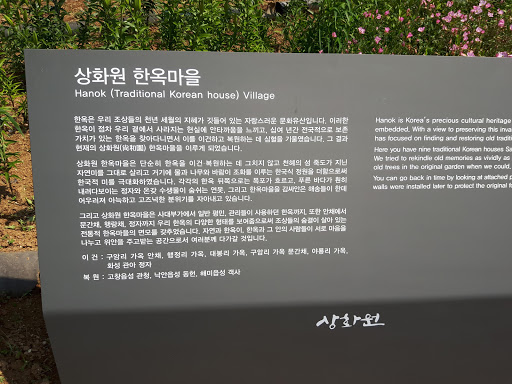 상화원 한옥마을
Hanok (Traditional Korean house) Village
한옥은 우리 조상들의 천년 세월의 지혜가 깃들어 있는 자랑스러운 문화유산입니다. 이러한
한옥이 점차 우리 곁에서 사라지는 현실에 안타까움을 느끼고, 십여 년간 전국적으로 보존
가치가 있는 한옥을 찾아다니면서 이를 이건하고 복원하는 데 심혈을 기울였습니다. 그 결과
현재의 상화원(尙和園) 한옥마을을 이루게 되었습니다.
상화원 한옥마을은 단순히 한옥을 이건·복원하는 데 그치지 않고 천혜의 섬 죽도가 지닌
자연미를 그대로 살리고 거기에 물과 나무와 바람이 조화를 이루는 한국식 정원을 더함으로써
한국적 미를 극대화하였습니다. 각각의 한옥 뒤쪽으로는 폭포가 흐르고, 푸른 바다가 훤히
내려다보이는 정자와 온갖 수생물이 숨쉬는 연못, 그리고 한옥마을을 감싸안은 해송들이 한데
어우러져 아늑하고 고즈넉한 분위기를 자아내고 있습니다.
그리고 상화원 한옥마을은 사대부가에서 일반 평민, 관리들이 사용하던 한옥까지, 또한 안채에서
문간채, 행랑채, 정자까지 우리 한옥의 다양한 형태를 보여줌으로써 조상들의 숨결이 살아 있는
전통적 한옥마을의 면모를 갖추었습니다. 자연과 한옥이, 한옥과 그 안의 사람들이 서로 마음을
나누고 위안을 주고받는 공간으로서 여러분께 다가갈 것입니다.
이 건 : 구암리 가옥 안채, 행정리 가옥, 대봉리 가옥, 구암리 가옥 문간채, 야룡리 가옥,
화성 관아 정자
복 원 : 고창읍성 관청, 낙안읍성 동헌, 해미읍성 객사
Hanok is Korea's precious cultural heritage
embedded. With a view to preserving this inva
has focused on finding and restoring old traditi
Here you have nine traditional Korean houses Sa
We tried to rekindle old memories as vividly as
old trees in the original garden when we could,
You can go back in time by looking at attached p
walls were installed later to protect the original f
상화원